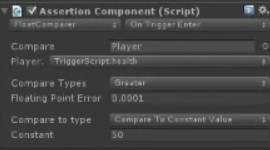 Assertion Component (Script)
FloatComparer On Trigger Enter
Compare Player
Player. TriggerScript.health
Compare Types Greater
Floating Point Error 0.0001
Compare to type Compare To Constant Value
Constant 50